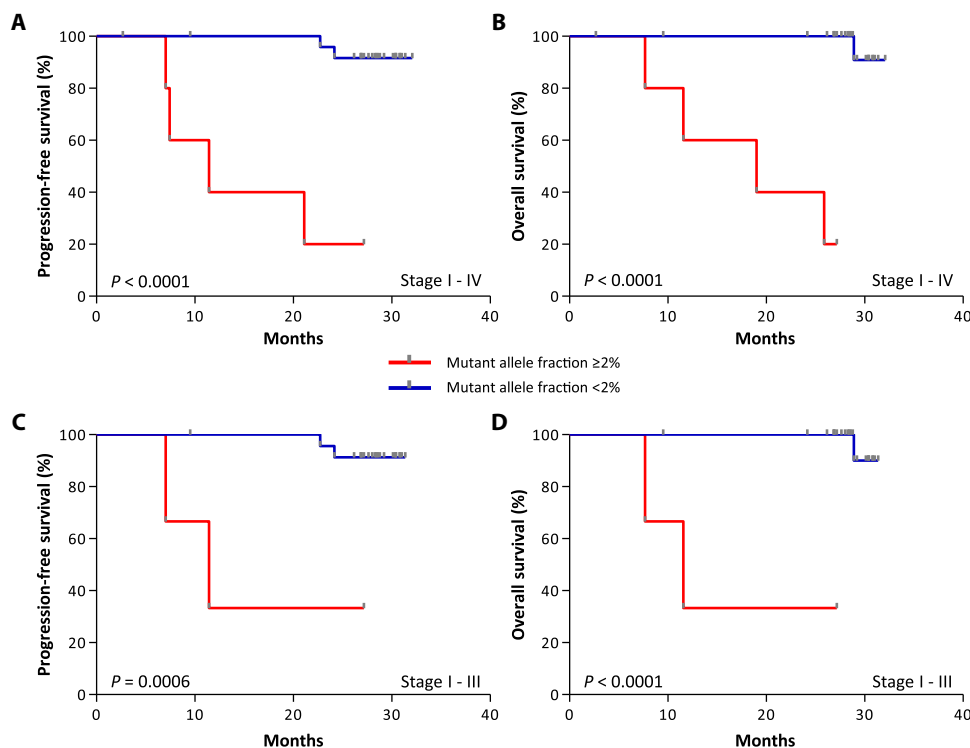 A
Progression-free survival (%)
100
80
60
40
20
0
P < 0.0001
Stage I - IV
0 10 20 30 40
Months
B
Overall survival (%)
100
80
60
40
20
0
P < 0.0001
Stage I - IV
0 10 20 30 40
Months
Mutant allele fraction ≥2%
Mutant allele fraction <2%
C
Progression-free survival (%)
100
80
60
40
20
0
P = 0.0006
Stage I - III
0 10 20 30 40
Months
D
Overall survival (%)
100
80
60
40
20
0
P < 0.0001
Stage I - III
0 10 20 30 40
Months